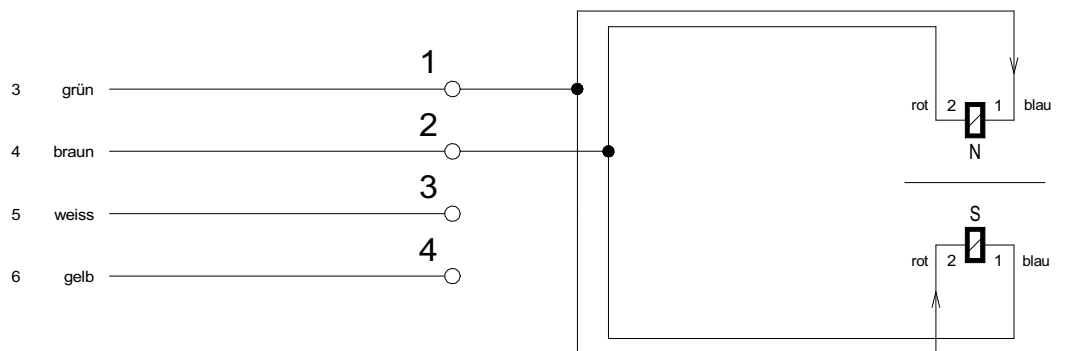 1
3 grün
rot 2 1 blau
2
4 braun
N
3
5 weiss
S
4
6 gelb
rot 2 1 blau